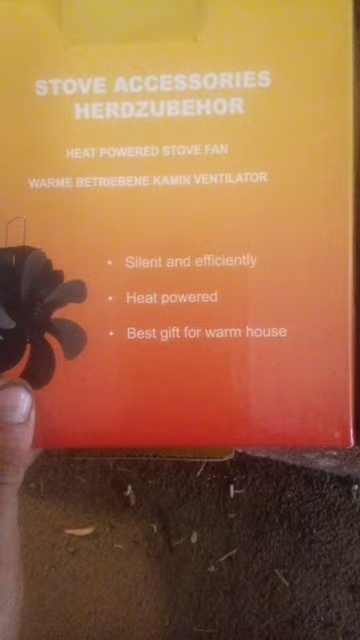 STOVE ACCESSORIES
HERDZUBEHOR
HEAT POWERED STOVE FAN
WARME BETRIEBENE KAMIN VENTILATOR
• Silent and efficiently
• Heat powered
• Best gift for warm house